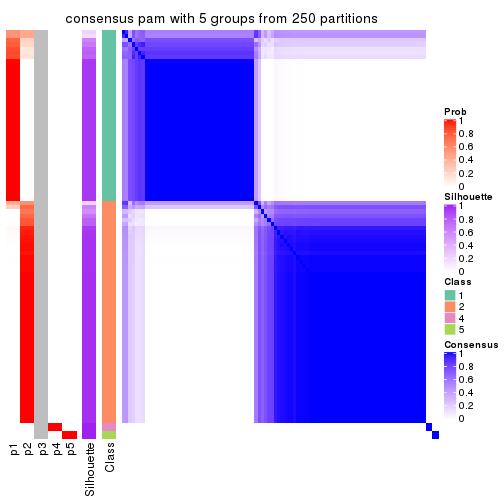 consensus pam with 5 groups from 250 partitions
Prob
1
0.8
0.6
0.4
0.2
0
Silhouette
1
0.8
0.6
0.4
0.2
0
Class
1
2
4
5
Consensus
1
0.8
0.6
0.4
0.2
0
p1
p2
p3
p4
p5
Silhouette
Class